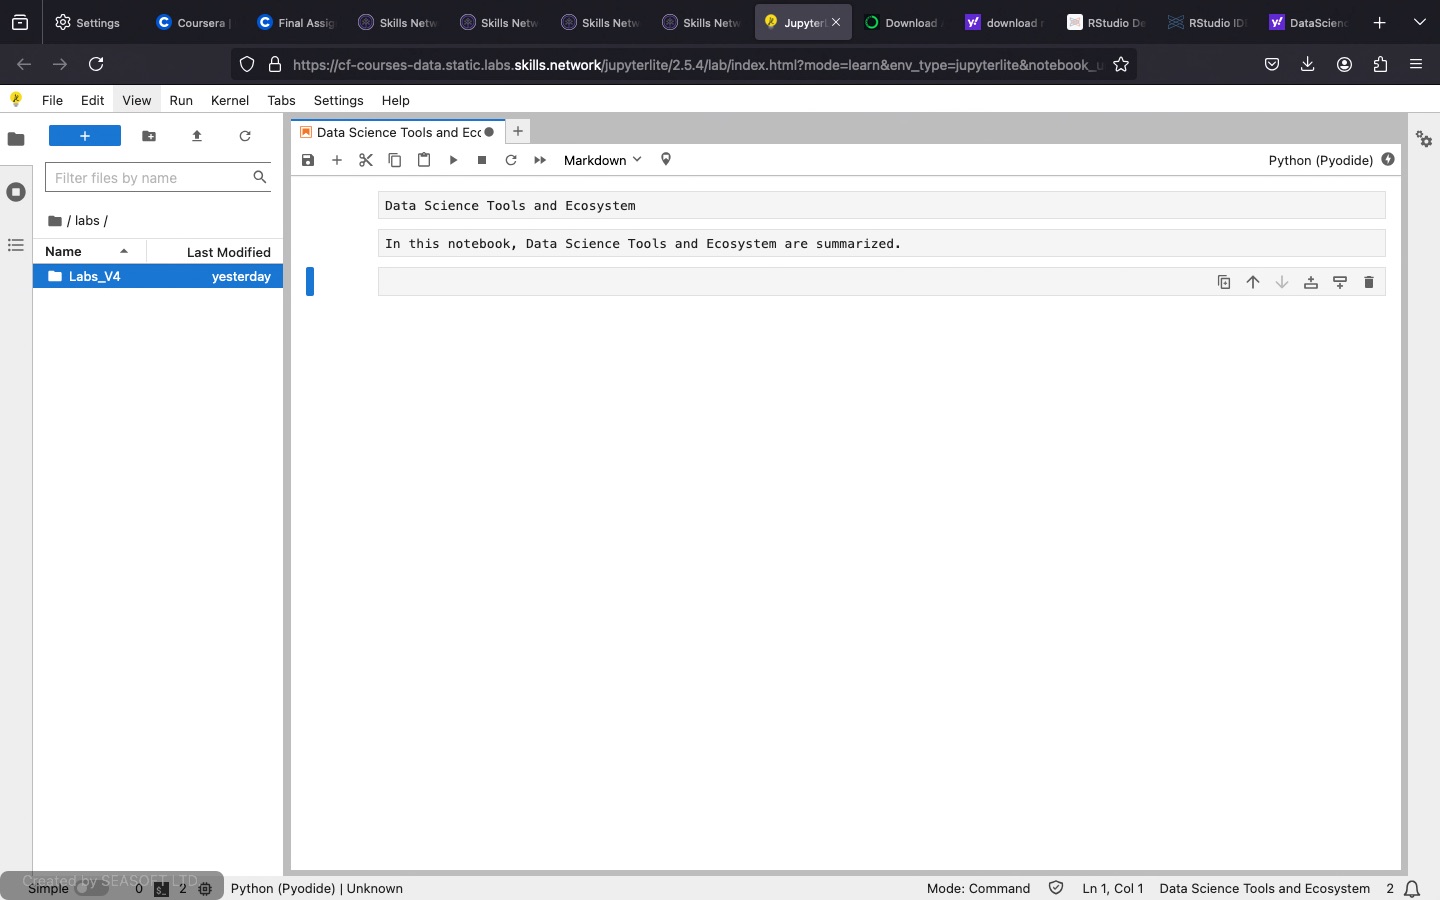 Settings
Coursera |
Final Assig
Skills Netw
Skills Netw
Skills Netw
Skills Netw
Jupyter
Download
download r
RStudio De
RStudio ID
DataScienc
https://cf-courses-data.static.labs.skills.network/jupyterlite/2.5.4/lab/index.html?mode=learn&env_type=jupyterlite&notebook_u
File Edit View Run Kernel Tabs Settings Help
Data Science Tools and Ecc
Markdown
Python (Pyodide)
Filter files by name
/ labs /
Name Last Modified
Labs_V4 yesterday
Data Science Tools and Ecosystem
In this notebook, Data Science Tools and Ecosystem are summarized.
Created by SEASOFT LTD
Simple 0 $_ 2 Python (Pyodide) | Unknown Mode: Command Ln 1, Col 1 Data Science Tools and Ecosystem 2